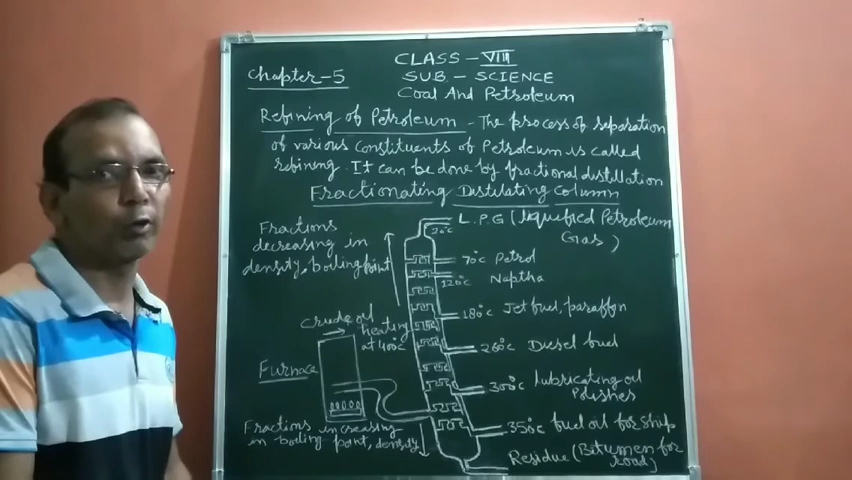 CLASS - VIII
Chapter-5
SUB - SCIENCE
Coal And Petroleum
Refining of Petroleum - The process of separation
of various constituents of Petroleum is called
refining. It can be done by fractional distillation
Fractionating Distilating column
L.P.G (liquefied Petroleum
Gas)
20°c
Fractions
decreasing in
density, boiling point
70°c Petrol
120°c Naptha
180°c Jet fuel, paraffin
Crude oil
heating
at 400c
260°c Diesel fuel
Furnace
300°c lubricating oil
Polishes
350°c fuel oil for ship
Fractions increasing
in boiling point, density
Residue (Bitumen for
road)